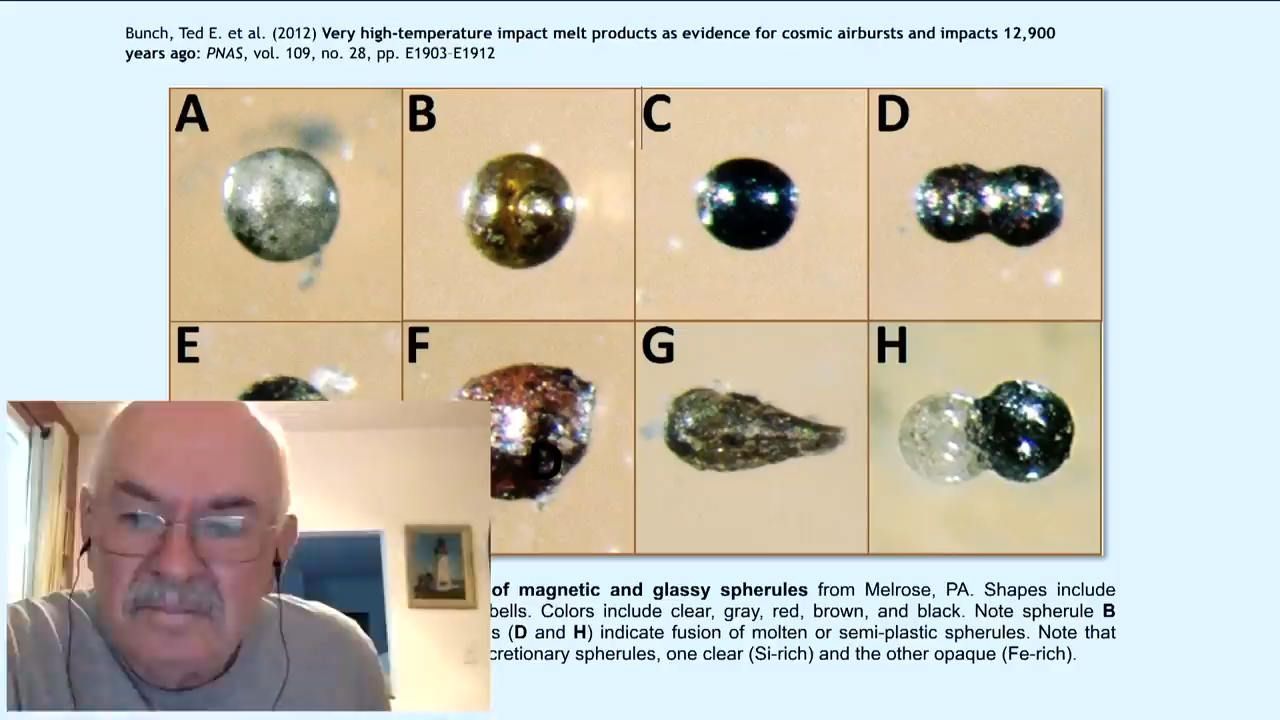 Bunch, Ted E. et al. (2012) Very high-temperature impact melt products as evidence for cosmic airbursts and impacts 12,900
years ago: PNAS, vol. 109, no. 28, pp. E1903–E1912
A B C D
E F G H
D
of magnetic and glassy spherules from Melrose, PA. Shapes include
bells. Colors include clear, gray, red, brown, and black. Note spherule B
s (D and H) indicate fusion of molten or semi-plastic spherules. Note that
cretionary spherules, one clear (Si-rich) and the other opaque (Fe-rich).